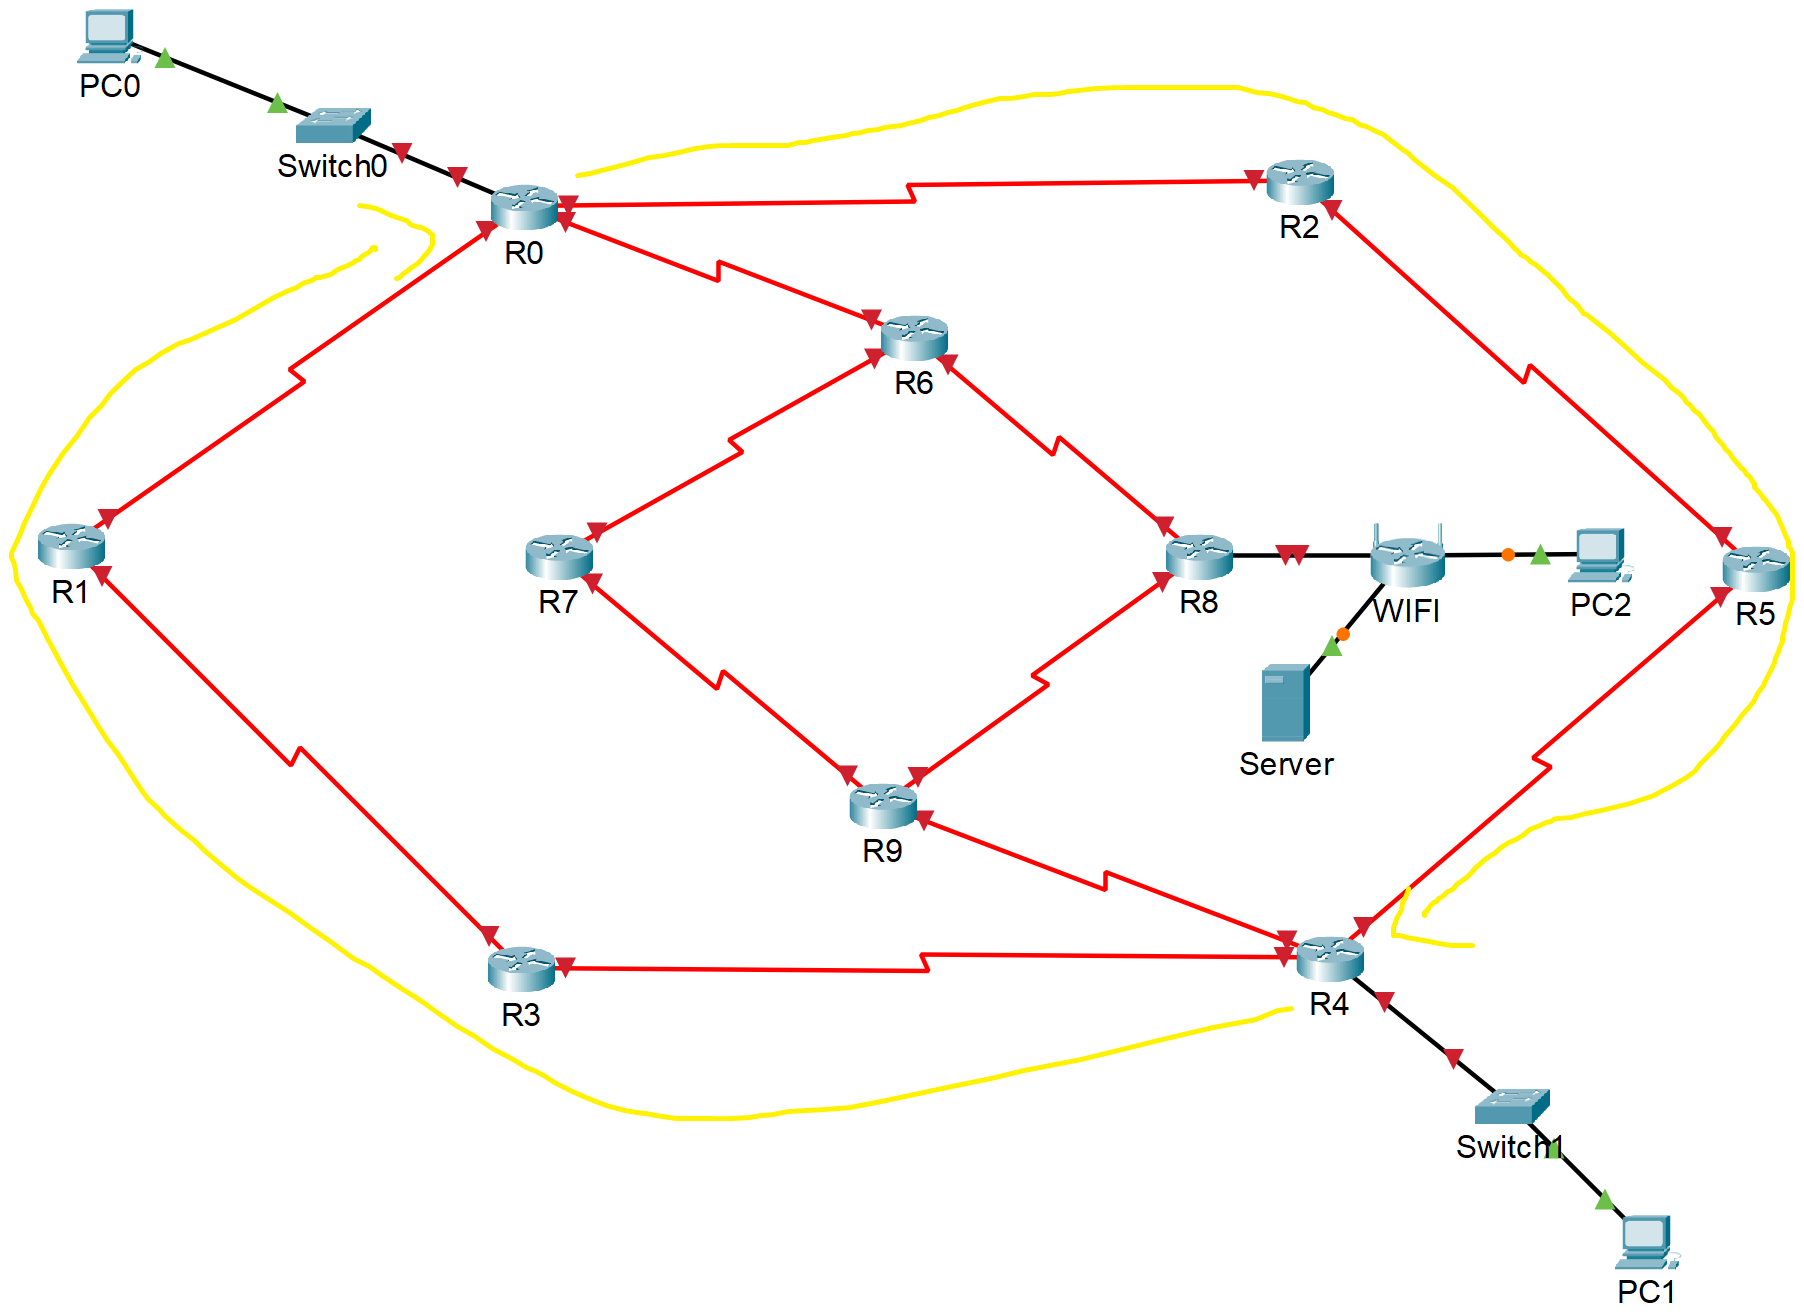 PC0
Switch0
R0
R2
R6
R1
R7
R8
WIFI
PC2
R5
Server
R9
R3
R4
Switch1
PC1